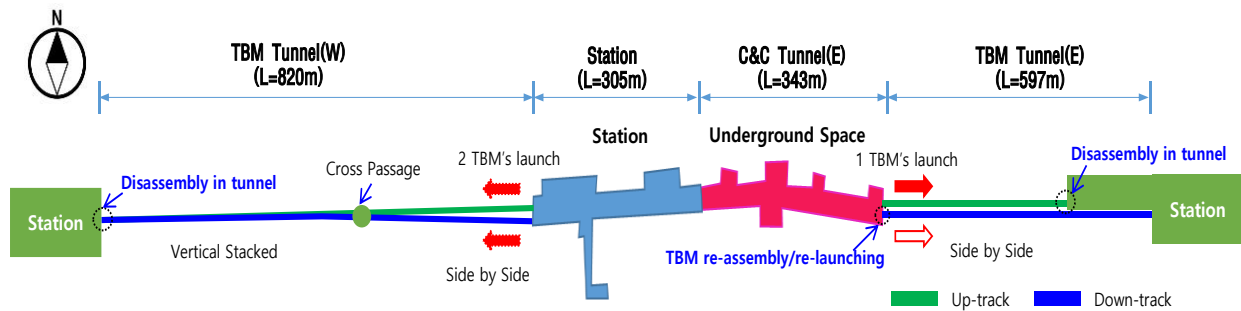 N
TBM Tunnel(W)
(L=820m)
Station
(L=305m)
C&C Tunnel(E)
(L=343m)
TBM Tunnel(E)
(L=597m)
Station
Underground Space
2 TBM's launch
1 TBM's launch
Disassembly in tunnel
Cross Passage
Disassembly in tunnel
Station
Station
Vertical Stacked
Side by Side
TBM re-assembly/re-launching
Side by Side
Up-track
Down-track